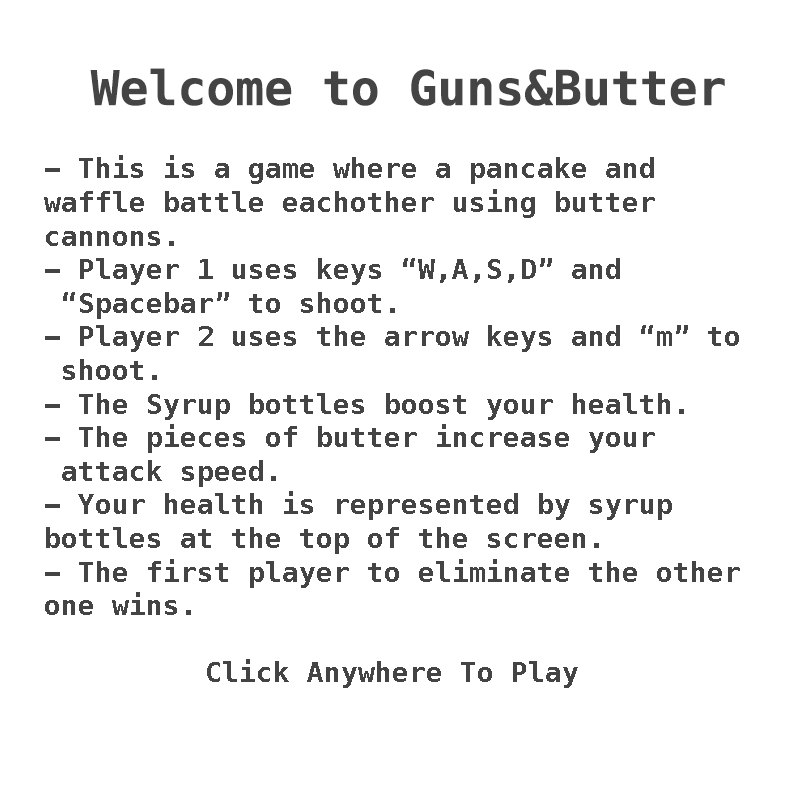 Welcome to Guns&Butter
– This is a game where a pancake and
waffle battle eachother using butter
cannons.
– Player 1 uses keys “W,A,S,D” and
“Spacebar” to shoot.
– Player 2 uses the arrow keys and “m” to
shoot.
– The Syrup bottles boost your health.
– The pieces of butter increase your
attack speed.
– Your health is represented by syrup
bottles at the top of the screen.
– The first player to eliminate the other
one wins.
Click Anywhere To Play